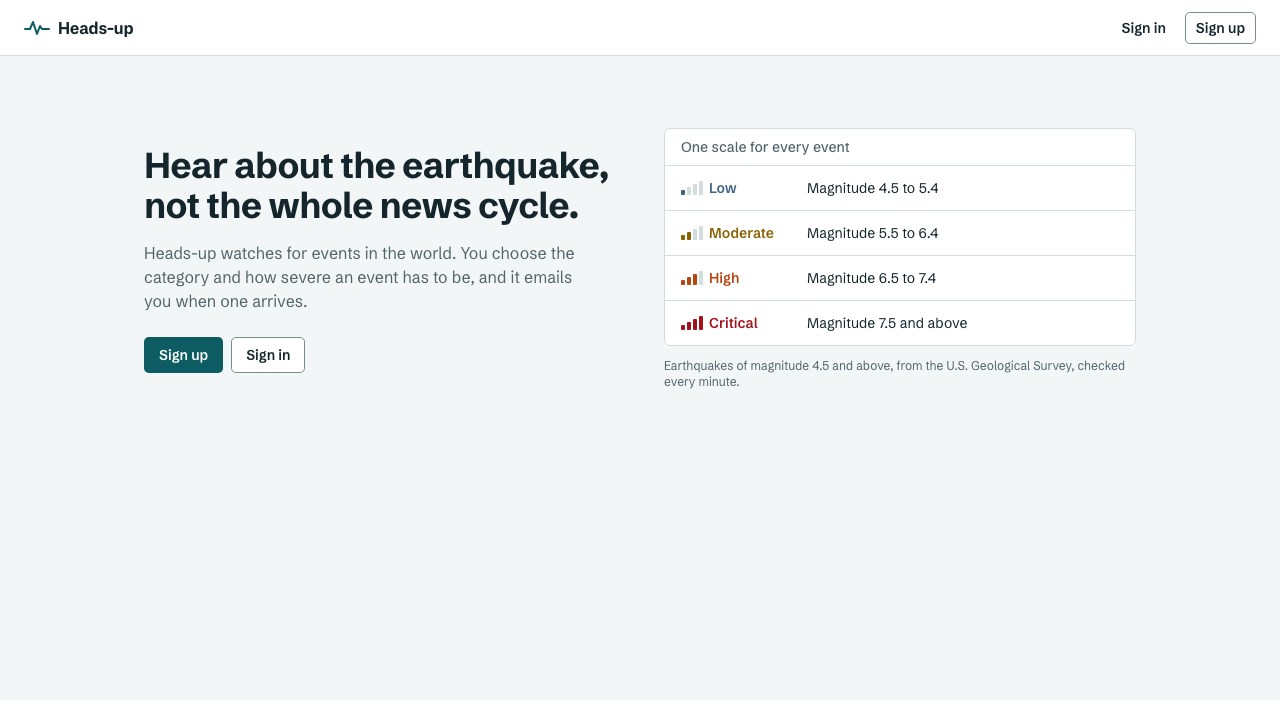 Heads-up
Sign in
Sign up
Hear about the earthquake,
not the whole news cycle.
Heads-up watches for events in the world. You choose the
category and how severe an event has to be, and it emails
you when one arrives.
Sign up
Sign in
One scale for every event
Low Magnitude 4.5 to 5.4
Moderate Magnitude 5.5 to 6.4
High Magnitude 6.5 to 7.4
Critical Magnitude 7.5 and above
Earthquakes of magnitude 4.5 and above, from the U.S. Geological Survey, checked
every minute.